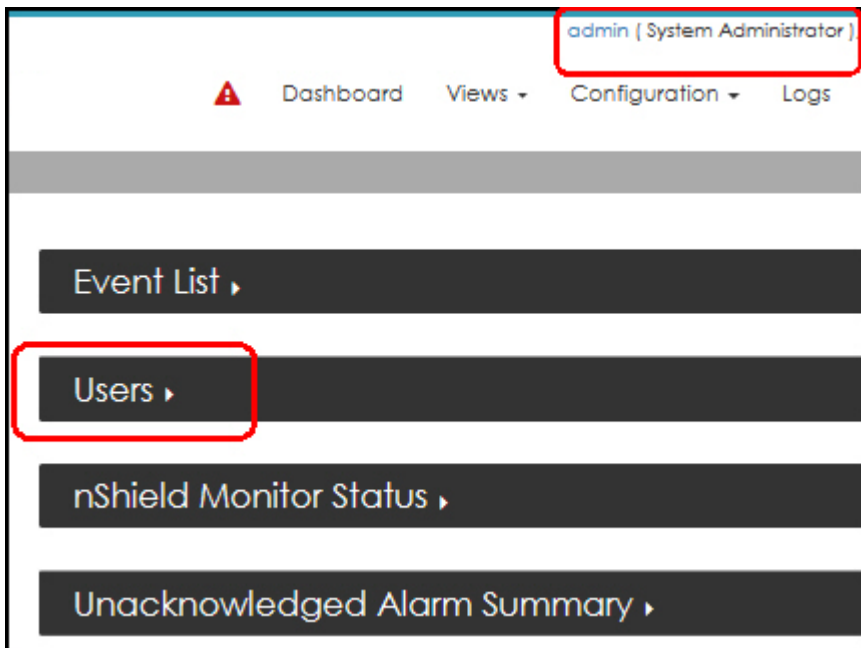 admin ( System Administrator ),
Dashboard Views Configuration Logs
Event List
Users
nShield Monitor Status
Unacknowledged Alarm Summary